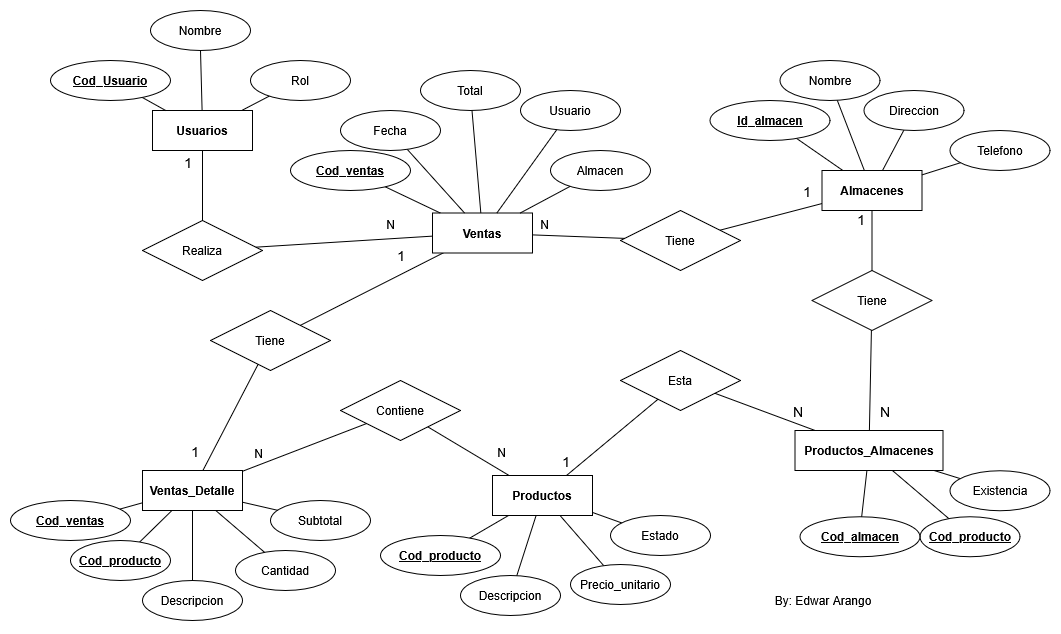 Nombre
Cod_Usuario
Rol
Usuarios
1
Realiza
N
Total
Usuario
Fecha
Cod_ventas
Almacen
Ventas
N
1
Tiene
1
Nombre
Id_almacen
Direccion
Telefono
Almacenes
1
Tiene
N
Tiene
1
Contiene
N
N
Esta
1
N
Ventas_Detalle
Cod_ventas
Cod_producto
Descripcion
Cantidad
Subtotal
Productos
Cod_producto
Descripcion
Precio_unitario
Estado
Productos_Almacenes
Existencia
Cod_almacen
Cod_producto
By: Edwar Arango